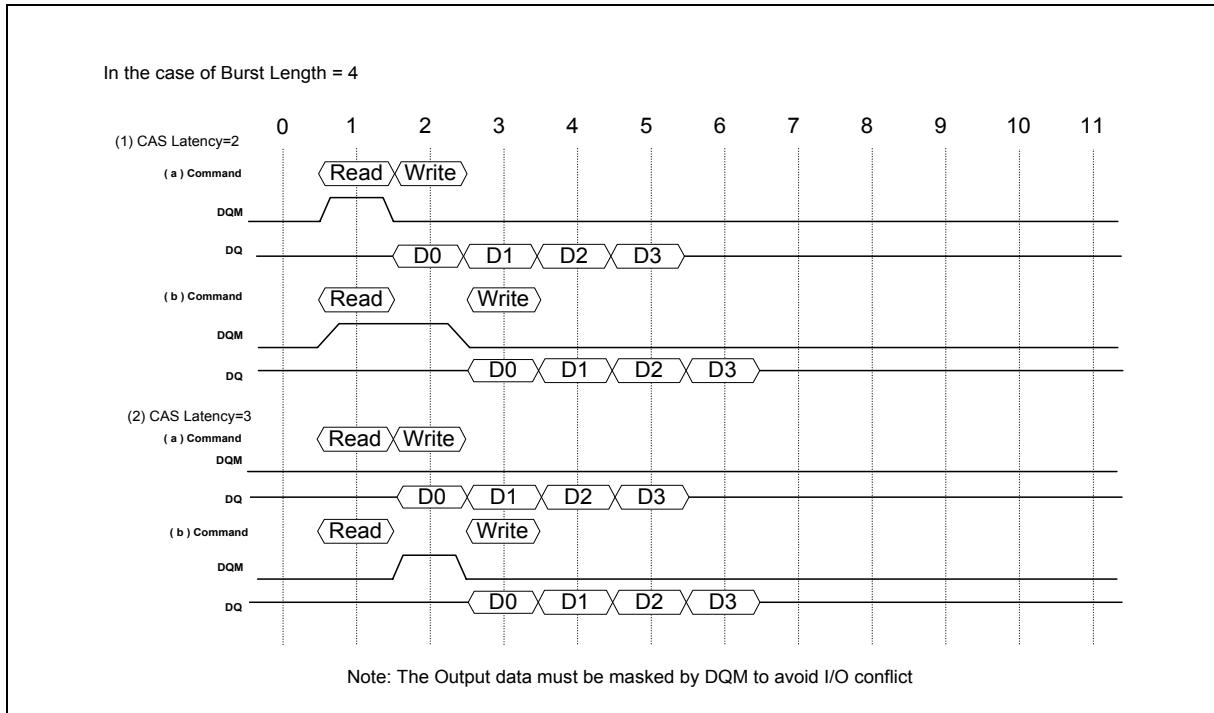 In the case of Burst Length = 4
0 1 2 3 4 5 6 7 8 9 10 11
(1) CAS Latency=2
( a ) Command Read Write
DQM
DQ D0 D1 D2 D3
( b ) Command Read Write
DQM
DQ D0 D1 D2 D3
(2) CAS Latency=3
( a ) Command Read Write
DQM
DQ D0 D1 D2 D3
( b ) Command Read Write
DQM
DQ D0 D1 D2 D3
Note: The Output data must be masked by DQM to avoid I/O conflict